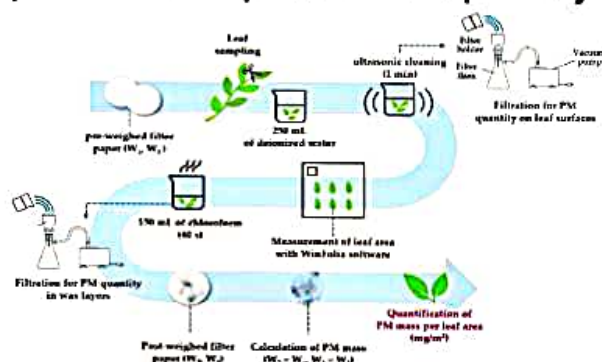 Leaf
sampling
ultrasonic cleaning
(1 min)
Filter
holder
Filter
flask
Vacuum
pump
Filtration for PM
quantity on leaf surfaces
pre-weighed filter
paper (W₁, W₂)
250 mL
of deionized water
150 mL of chloroform
Measurement of leaf area
with WinFolia software
Filtration for PM quantity
in wax layers
Post-weighed filter
paper
Calculation of PM mass
Quantification of
PM mass per leaf area
(mg/m²)